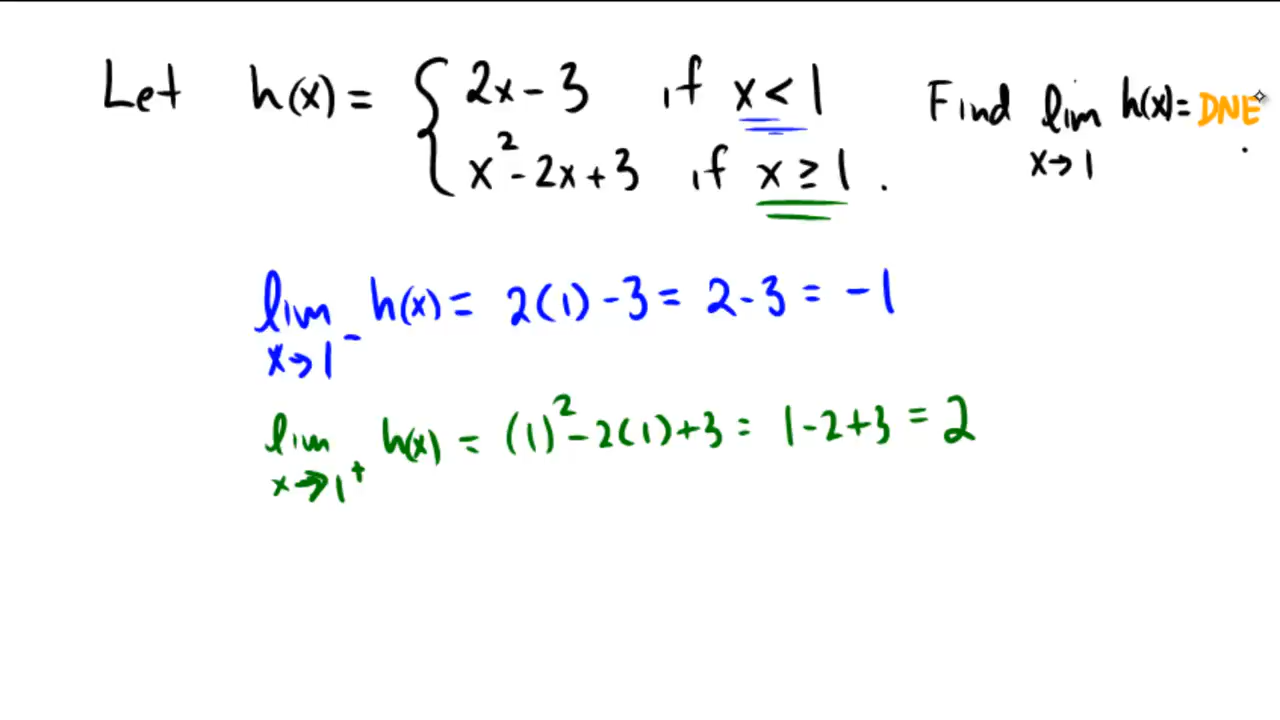 Let h(x) = { 2x - 3 if x < 1 Find lim h(x) = DNE
x² - 2x + 3 if x ≥ 1 . x→1 .
lim h(x) = 2(1) - 3 = 2 - 3 = -1
x→1⁻
lim h(x) = (1)² - 2(1) + 3 = 1 - 2 + 3 = 2
x→1⁺